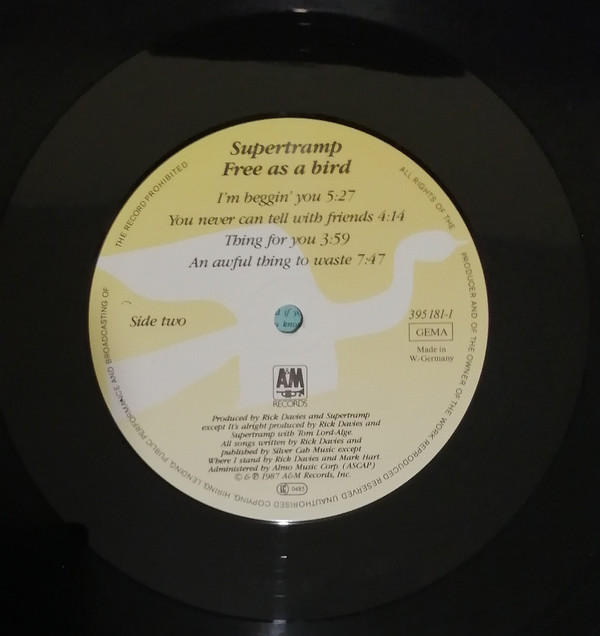 Supertramp
Free as a bird
I'm beggin' you 5:27
You never can tell with friends 4:14
Thing for you 3:59
An awful thing to waste 7:47
Side two
395 181-1
GEMA
Made in
W.-Germany
A&M
RECORDS
Produced by Rick Davies and Supertramp
except It's alright produced by Rick Davies and
Supertramp with Tom Lord-Alge.
All songs written by Rick Davies and
published by Silver Cab Music except
Where I stand by Rick Davies and Mark Hart.
Administered by Almo Music Corp. (ASCAP)
© & ℗ 1987 A&M Records, Inc.
LC 0485
ALL RIGHTS OF THE PRODUCER AND OF THE OWNER OF THE WORK REPRODUCED RESERVED UNAUTHORISED COPYING, HIRING, LENDING, PUBLIC PERFORMANCE AND BROADCASTING OF THE RECORD PROHIBITED